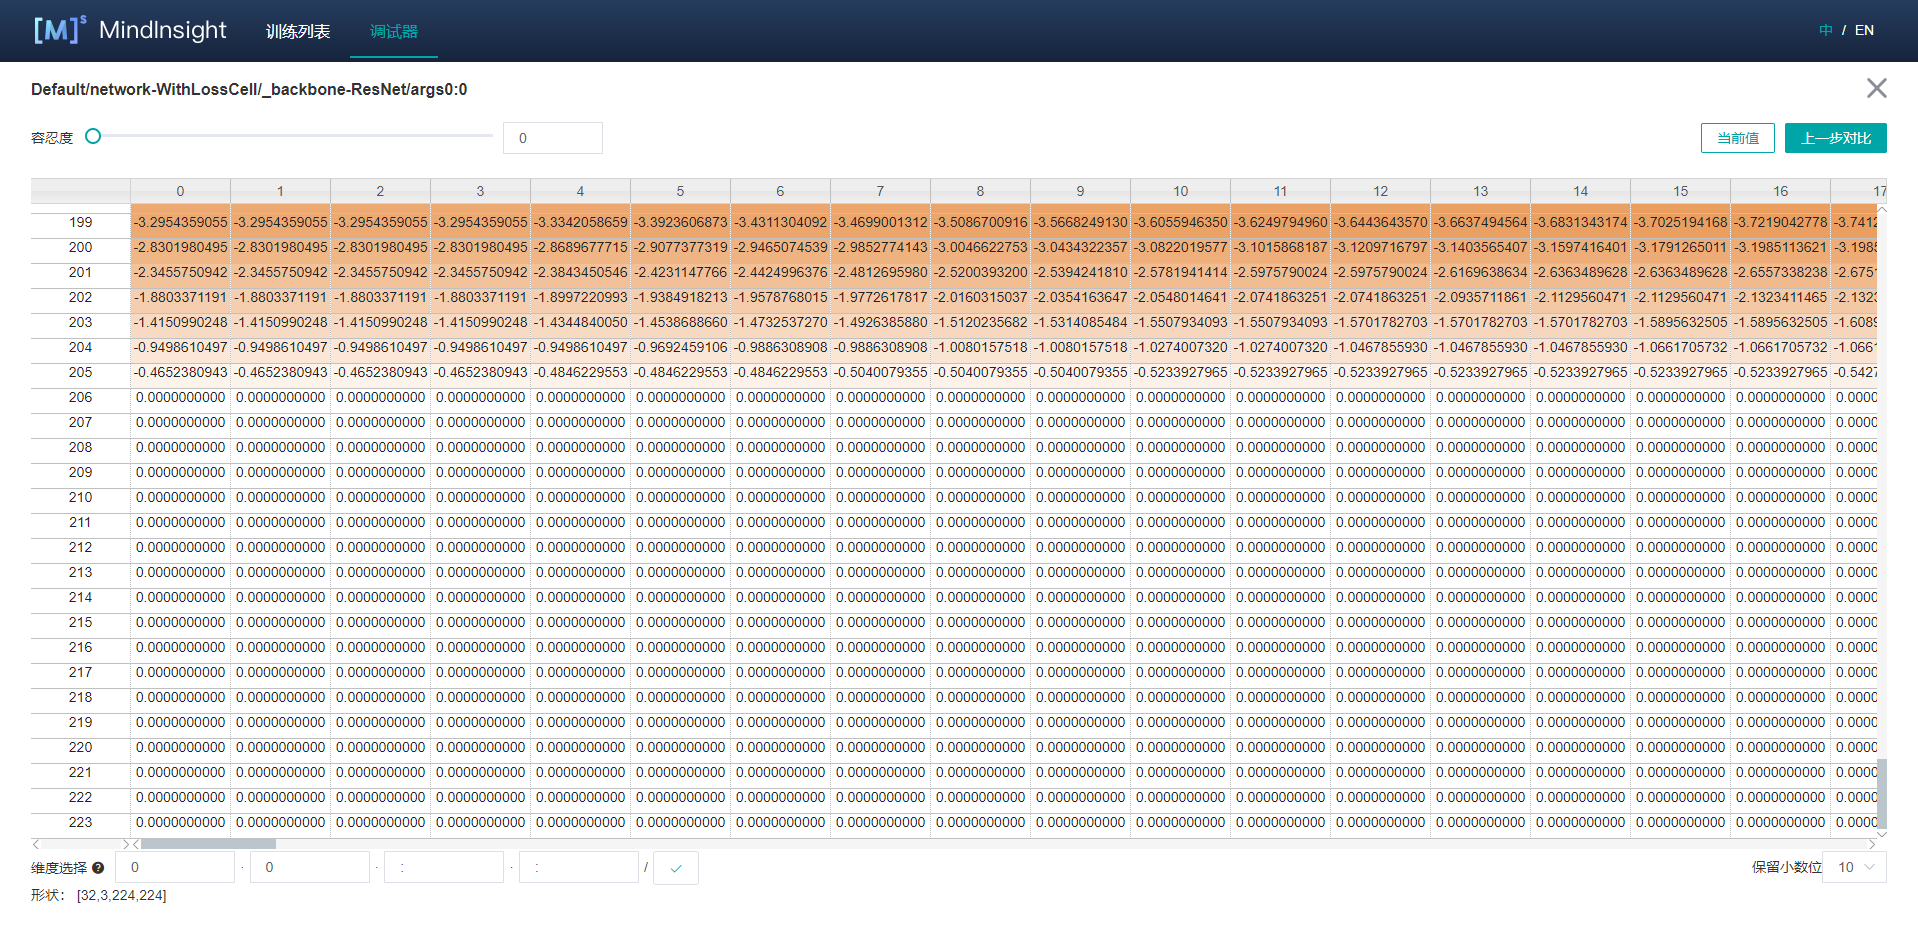 [M]s MindInsight 训练列表 调试器 中 / EN
Default/network-WithLossCell/_backbone-ResNet/args0:0
容忍度 0 当前值 上一步对比
0 1 2 3 4 5 6 7 8 9 10 11 12 13 14 15 16 17
199 -3.2954359055 -3.2954359055 -3.2954359055 -3.2954359055 -3.3342058659 -3.3923606873 -3.4311304092 -3.4699001312 -3.5086700916 -3.5668249130 -3.6055946350 -3.6249794960 -3.6443643570 -3.6637494564 -3.6831343174 -3.7025194168 -3.7219042778 -3.7412
200 -2.8301980495 -2.8301980495 -2.8301980495 -2.8301980495 -2.8689677715 -2.9077377319 -2.9465074539 -2.9852774143 -3.0046622753 -3.0434322357 -3.0822019577 -3.1015868187 -3.1209716797 -3.1403565407 -3.1597416401 -3.1791265011 -3.1985113621 -3.1985
201 -2.3455750942 -2.3455750942 -2.3455750942 -2.3455750942 -2.3843450546 -2.4231147766 -2.4424996376 -2.4812695980 -2.5200393200 -2.5394241810 -2.5781941414 -2.5975790024 -2.5975790024 -2.6169638634 -2.6363489628 -2.6363489628 -2.6557338238 -2.6751
202 -1.8803371191 -1.8803371191 -1.8803371191 -1.8803371191 -1.8997220993 -1.9384918213 -1.9578768015 -1.9772617817 -2.0160315037 -2.0354163647 -2.0548014641 -2.0741863251 -2.0741863251 -2.0935711861 -2.1129560471 -2.1129560471 -2.1323411465 -2.1323
203 -1.4150990248 -1.4150990248 -1.4150990248 -1.4150990248 -1.4344840050 -1.4538688660 -1.4732537270 -1.4926385880 -1.5120235682 -1.5314085484 -1.5507934093 -1.5507934093 -1.5701782703 -1.5701782703 -1.5701782703 -1.5895632505 -1.5895632505 -1.6089
204 -0.9498610497 -0.9498610497 -0.9498610497 -0.9498610497 -0.9498610497 -0.9692459106 -0.9886308908 -0.9886308908 -1.0080157518 -1.0080157518 -1.0274007320 -1.0274007320 -1.0467855930 -1.0467855930 -1.0467855930 -1.0661705732 -1.0661705732 -1.0661
205 -0.4652380943 -0.4652380943 -0.4652380943 -0.4652380943 -0.4846229553 -0.4846229553 -0.4846229553 -0.5040079355 -0.5040079355 -0.5040079355 -0.5233927965 -0.5233927965 -0.5233927965 -0.5233927965 -0.5233927965 -0.5233927965 -0.5233927965 -0.5427
206 0.0000000000 0.0000000000 0.0000000000 0.0000000000 0.0000000000 0.0000000000 0.0000000000 0.0000000000 0.0000000000 0.0000000000 0.0000000000 0.0000000000 0.0000000000 0.0000000000 0.0000000000 0.0000000000 0.0000000000 0.0000
207 0.0000000000 0.0000000000 0.0000000000 0.0000000000 0.0000000000 0.0000000000 0.0000000000 0.0000000000 0.0000000000 0.0000000000 0.0000000000 0.0000000000 0.0000000000 0.0000000000 0.0000000000 0.0000000000 0.0000000000 0.0000
208 0.0000000000 0.0000000000 0.0000000000 0.0000000000 0.0000000000 0.0000000000 0.0000000000 0.0000000000 0.0000000000 0.0000000000 0.0000000000 0.0000000000 0.0000000000 0.0000000000 0.0000000000 0.0000000000 0.0000000000 0.0000
209 0.0000000000 0.0000000000 0.0000000000 0.0000000000 0.0000000000 0.0000000000 0.0000000000 0.0000000000 0.0000000000 0.0000000000 0.0000000000 0.0000000000 0.0000000000 0.0000000000 0.0000000000 0.0000000000 0.0000000000 0.0000
210 0.0000000000 0.0000000000 0.0000000000 0.0000000000 0.0000000000 0.0000000000 0.0000000000 0.0000000000 0.0000000000 0.0000000000 0.0000000000 0.0000000000 0.0000000000 0.0000000000 0.0000000000 0.0000000000 0.0000000000 0.0000
211 0.0000000000 0.0000000000 0.0000000000 0.0000000000 0.0000000000 0.0000000000 0.0000000000 0.0000000000 0.0000000000 0.0000000000 0.0000000000 0.0000000000 0.0000000000 0.0000000000 0.0000000000 0.0000000000 0.0000000000 0.0000
212 0.0000000000 0.0000000000 0.0000000000 0.0000000000 0.0000000000 0.0000000000 0.0000000000 0.0000000000 0.0000000000 0.0000000000 0.0000000000 0.0000000000 0.0000000000 0.0000000000 0.0000000000 0.0000000000 0.0000000000 0.0000
213 0.0000000000 0.0000000000 0.0000000000 0.0000000000 0.0000000000 0.0000000000 0.0000000000 0.0000000000 0.0000000000 0.0000000000 0.0000000000 0.0000000000 0.0000000000 0.0000000000 0.0000000000 0.0000000000 0.0000000000 0.0000
214 0.0000000000 0.0000000000 0.0000000000 0.0000000000 0.0000000000 0.0000000000 0.0000000000 0.0000000000 0.0000000000 0.0000000000 0.0000000000 0.0000000000 0.0000000000 0.0000000000 0.0000000000 0.0000000000 0.0000000000 0.0000
215 0.0000000000 0.0000000000 0.0000000000 0.0000000000 0.0000000000 0.0000000000 0.0000000000 0.0000000000 0.0000000000 0.0000000000 0.0000000000 0.0000000000 0.0000000000 0.0000000000 0.0000000000 0.0000000000 0.0000000000 0.0000
216 0.0000000000 0.0000000000 0.0000000000 0.0000000000 0.0000000000 0.0000000000 0.0000000000 0.0000000000 0.0000000000 0.0000000000 0.0000000000 0.0000000000 0.0000000000 0.0000000000 0.0000000000 0.0000000000 0.0000000000 0.0000
217 0.0000000000 0.0000000000 0.0000000000 0.0000000000 0.0000000000 0.0000000000 0.0000000000 0.0000000000 0.0000000000 0.0000000000 0.0000000000 0.0000000000 0.0000000000 0.0000000000 0.0000000000 0.0000000000 0.0000000000 0.0000
218 0.0000000000 0.0000000000 0.0000000000 0.0000000000 0.0000000000 0.0000000000 0.0000000000 0.0000000000 0.0000000000 0.0000000000 0.0000000000 0.0000000000 0.0000000000 0.0000000000 0.0000000000 0.0000000000 0.0000000000 0.0000
219 0.0000000000 0.0000000000 0.0000000000 0.0000000000 0.0000000000 0.0000000000 0.0000000000 0.0000000000 0.0000000000 0.0000000000 0.0000000000 0.0000000000 0.0000000000 0.0000000000 0.0000000000 0.0000000000 0.0000000000 0.0000
220 0.0000000000 0.0000000000 0.0000000000 0.0000000000 0.0000000000 0.0000000000 0.0000000000 0.0000000000 0.0000000000 0.0000000000 0.0000000000 0.0000000000 0.0000000000 0.0000000000 0.0000000000 0.0000000000 0.0000000000 0.0000
221 0.0000000000 0.0000000000 0.0000000000 0.0000000000 0.0000000000 0.0000000000 0.0000000000 0.0000000000 0.0000000000 0.0000000000 0.0000000000 0.0000000000 0.0000000000 0.0000000000 0.0000000000 0.0000000000 0.0000000000 0.0000
222 0.0000000000 0.0000000000 0.0000000000 0.0000000000 0.0000000000 0.0000000000 0.0000000000 0.0000000000 0.0000000000 0.0000000000 0.0000000000 0.0000000000 0.0000000000 0.0000000000 0.0000000000 0.0000000000 0.0000000000 0.0000
223 0.0000000000 0.0000000000 0.0000000000 0.0000000000 0.0000000000 0.0000000000 0.0000000000 0.0000000000 0.0000000000 0.0000000000 0.0000000000 0.0000000000 0.0000000000 0.0000000000 0.0000000000 0.0000000000 0.0000000000 0.0000
维度选择 ? 0 · 0 · : · : / 保留小数位 10
形状： [32,3,224,224]